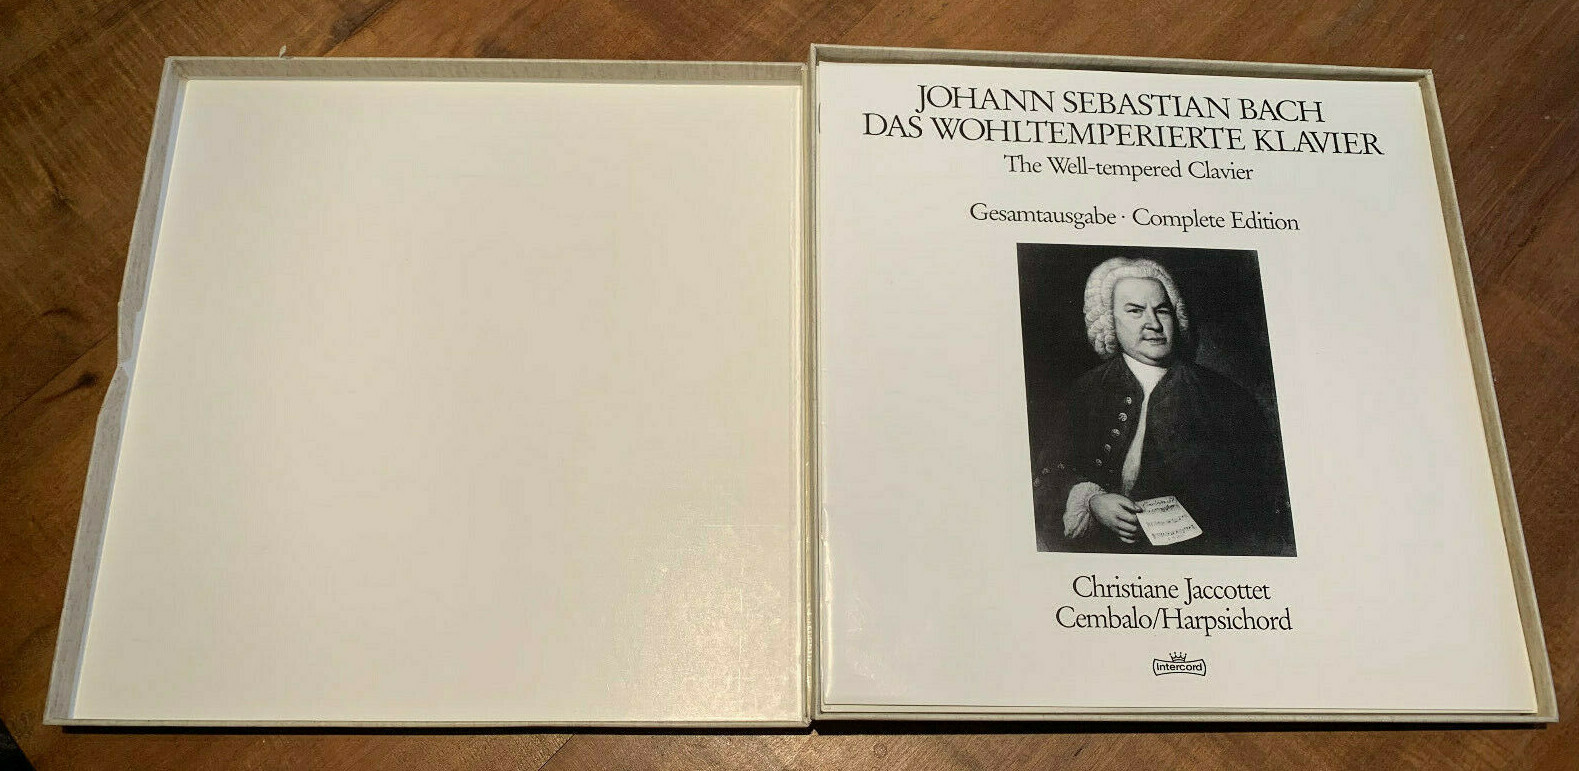 JOHANN SEBASTIAN BACH
DAS WOHLTEMPERIERTE KLAVIER
The Well-tempered Clavier
Gesamtausgabe · Complete Edition
Christiane Jaccottet
Cembalo/Harpsichord
intercord